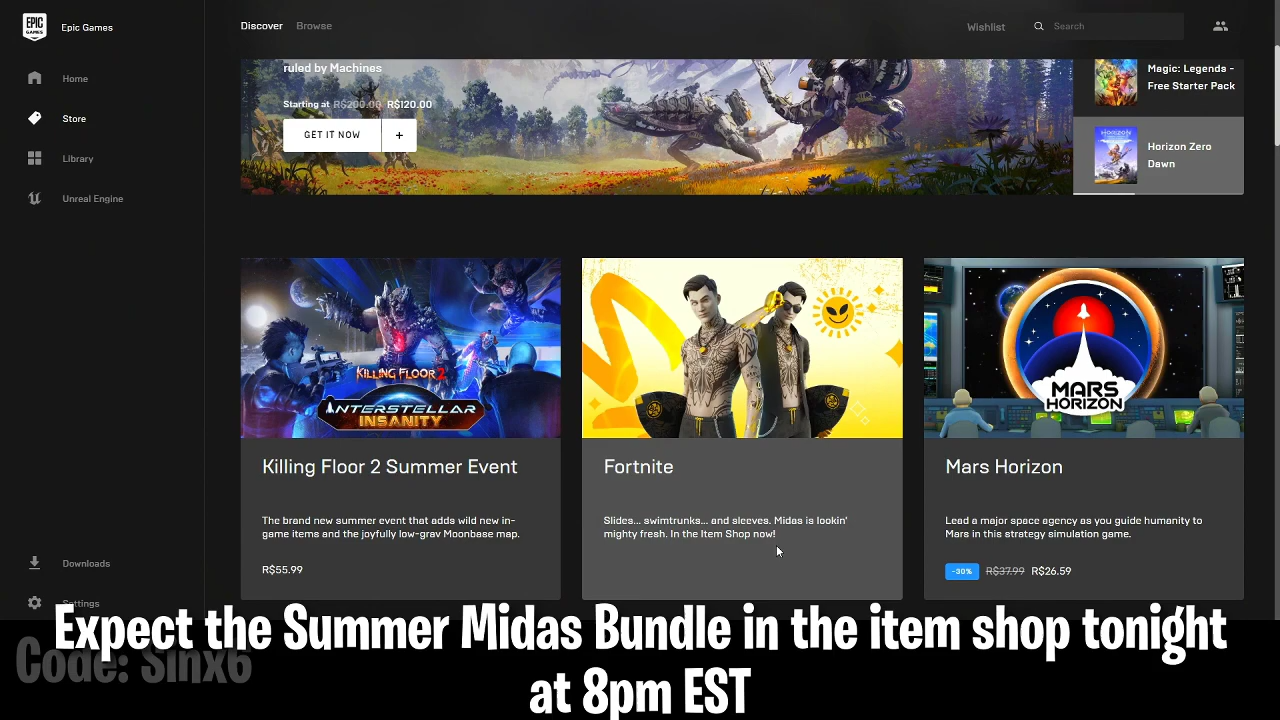 EPIC
GAMES
Epic Games
Discover
Browse
Wishlist
Search
Home
Store
Library
Unreal Engine
ruled by Machines
Starting at R$200.00 R$120.00
GET IT NOW
+
Magic: Legends -
Free Starter Pack
HORIZON
Horizon Zero
Dawn
KILLING FLOOR 2
INTERSTELLAR
INSANITY
Killing Floor 2 Summer Event
The brand new summer event that adds wild new in-
game items and the joyfully low-grav Moonbase map.
R$55.99
Fortnite
Slides... swimtrunks... and sleeves. Midas is lookin'
mighty fresh. In the Item Shop now!
MARS
HORIZON
Mars Horizon
Lead a major space agency as you guide humanity to
Mars in this strategy simulation game.
-30% R$37.99 R$26.59
Downloads
Settings
Expect the Summer Midas Bundle in the item shop tonight
at 8pm EST
Code: Sinx6